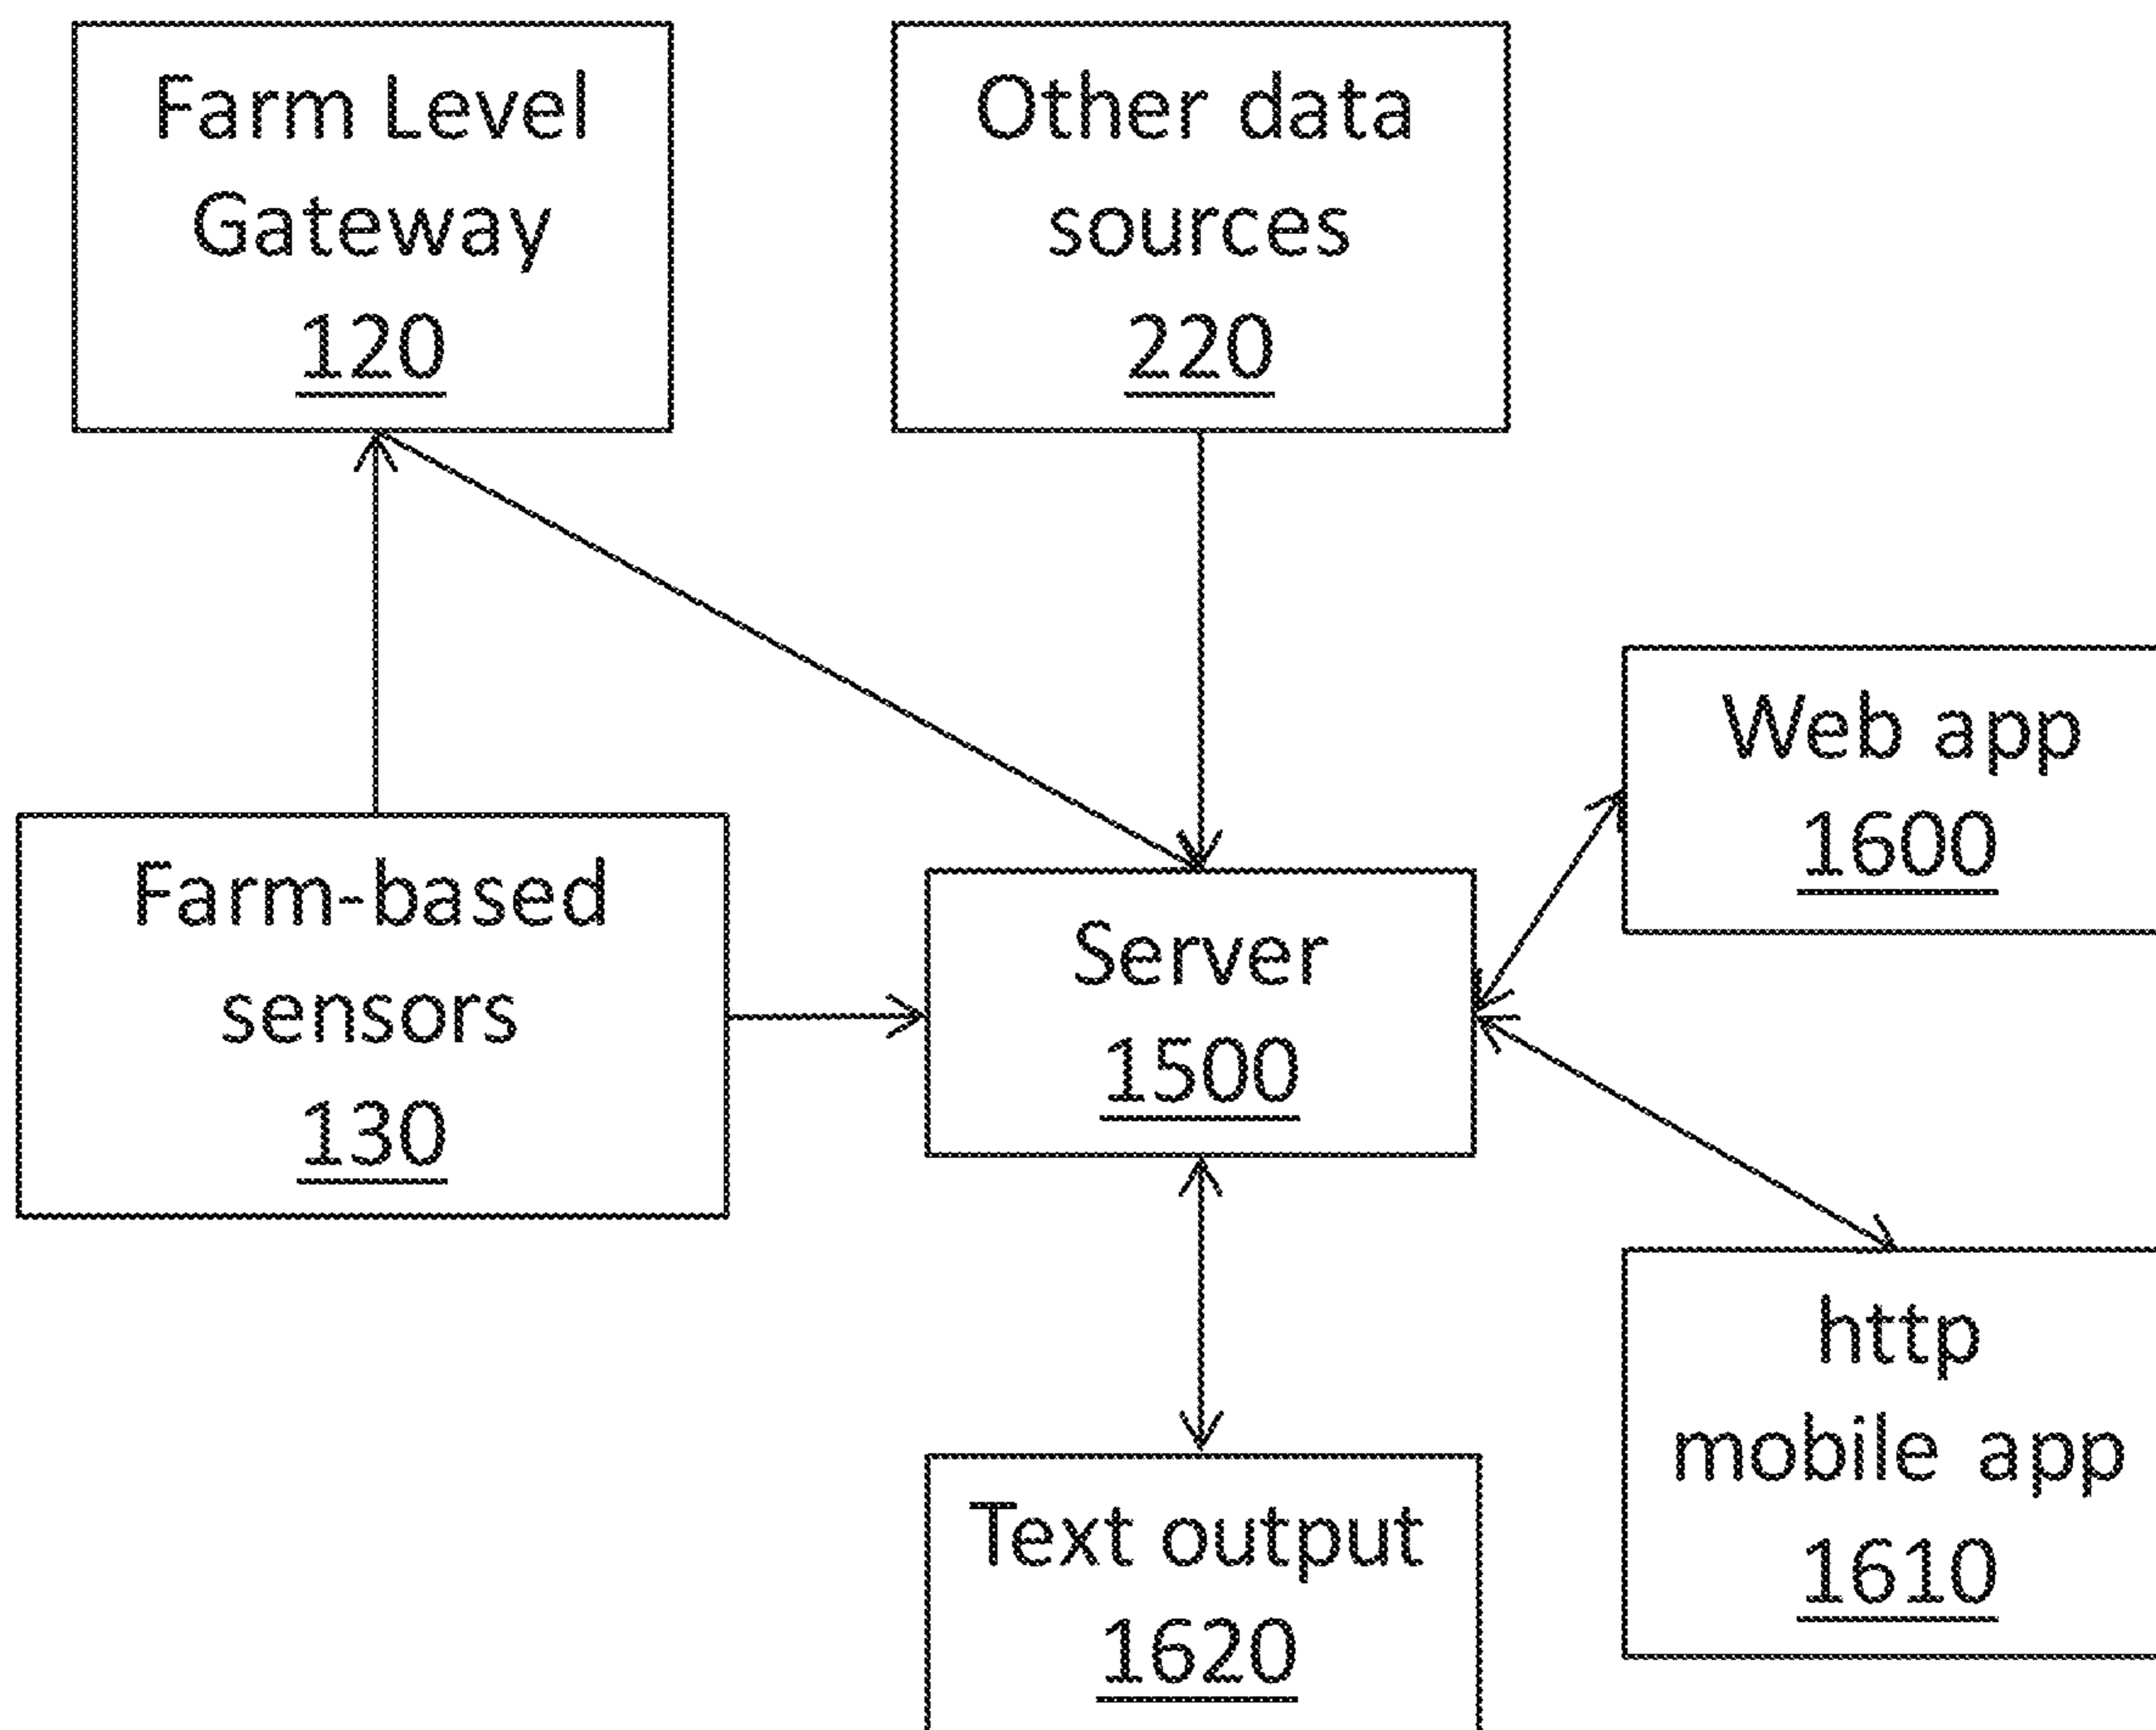 Farm Level
Gateway
120
Other data
sources
220
Web app
1600
Farm-based
sensors
130
Server
1500
http
mobile app
1610
Text output
1620